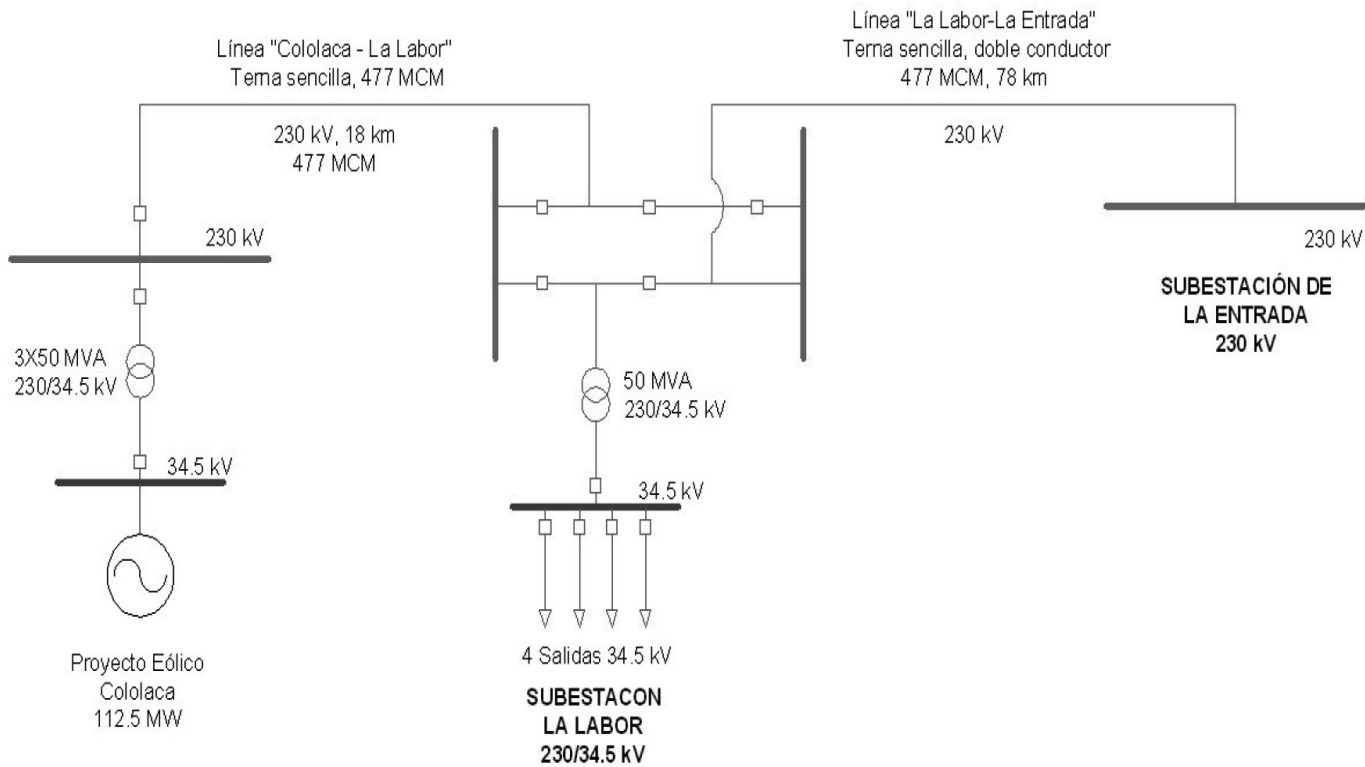 Línea "Cololaca - La Labor"
Terna sencilla, 477 MCM
230 kV, 18 km
477 MCM
Línea "La Labor-La Entrada"
Terna sencilla, doble conductor
477 MCM, 78 km
230 kV
230 kV
3X50 MVA
230/34.5 kV
34.5 kV
Proyecto Eólico
Cololaca
112.5 MW
50 MVA
230/34.5 kV
34.5 kV
4 Salidas 34.5 kV
SUBESTACON
LA LABOR
230/34.5 kV
230 kV
SUBESTACIÓN DE
LA ENTRADA
230 kV